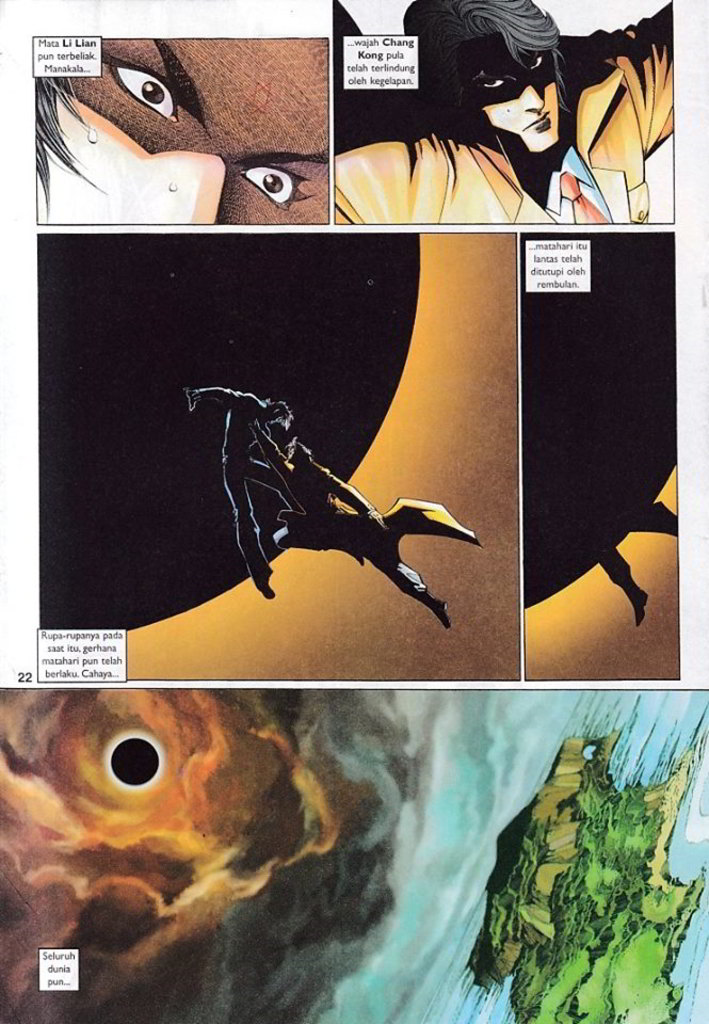 Mata Li Lian
pun terbeliak.
Manakala...
...wajah Chang
Kong pula
telah terlindung
oleh kegelapan.
...matahari itu
lantas telah
ditutupi oleh
rembulan.
Rupa-rupanya pada
saat itu, gerhana
matahari pun telah
berlaku. Cahaya...
22
Seluruh
dunia
pun...